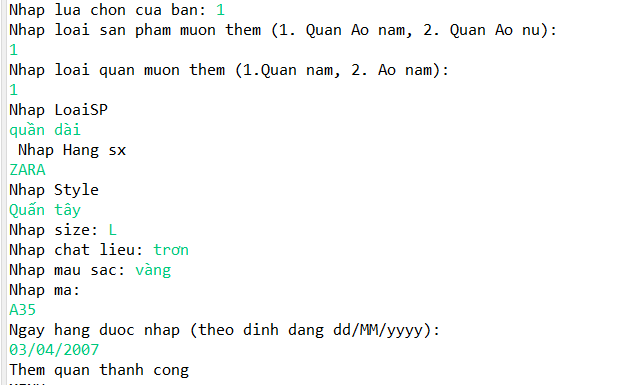 Nhap lua chon cua ban: 1
Nhap loai san pham muon them (1. Quan Ao nam, 2. Quan Ao nu):
1
Nhap loai quan muon them (1.Quan nam, 2. Ao nam):
1
Nhap LoaiSP
quần dài
Nhap Hang sx
ZARA
Nhap Style
Quấn tây
Nhap size: L
Nhap chat lieu: trơn
Nhap mau sac: vàng
Nhap ma:
A35
Ngay hang duoc nhap (theo dinh dang dd/MM/yyyy):
03/04/2007
Them quan thanh cong